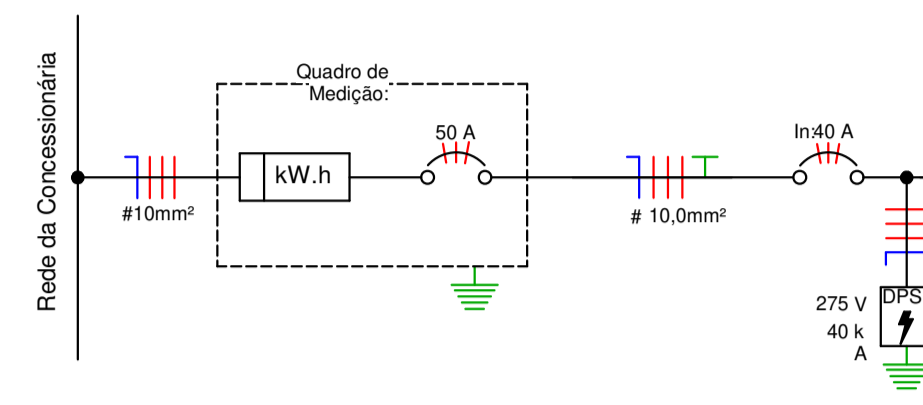 Rede da Concessionária
#10mm²
Quadro de
Medição:
kW.h
50 A
# 10,0mm²
In:40 A
275 V
40 k
A
DPS